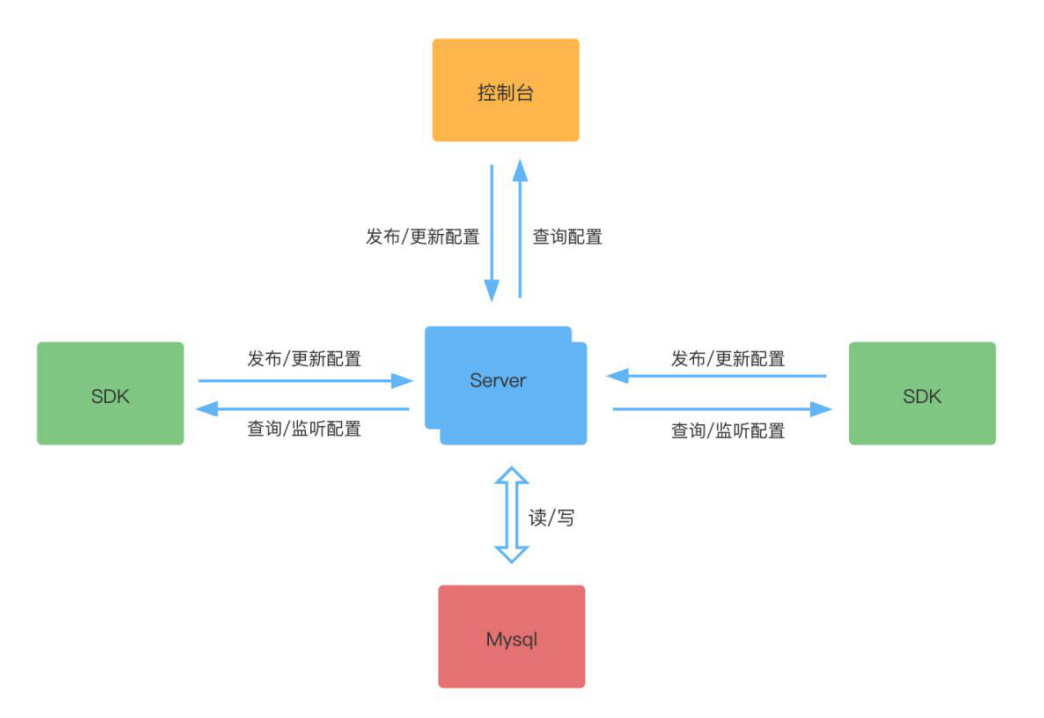 控制台
发布/更新配置
查询配置
发布/更新配置
发布/更新配置
SDK
Server
SDK
查询/监听配置
查询/监听配置
读/写
Mysql